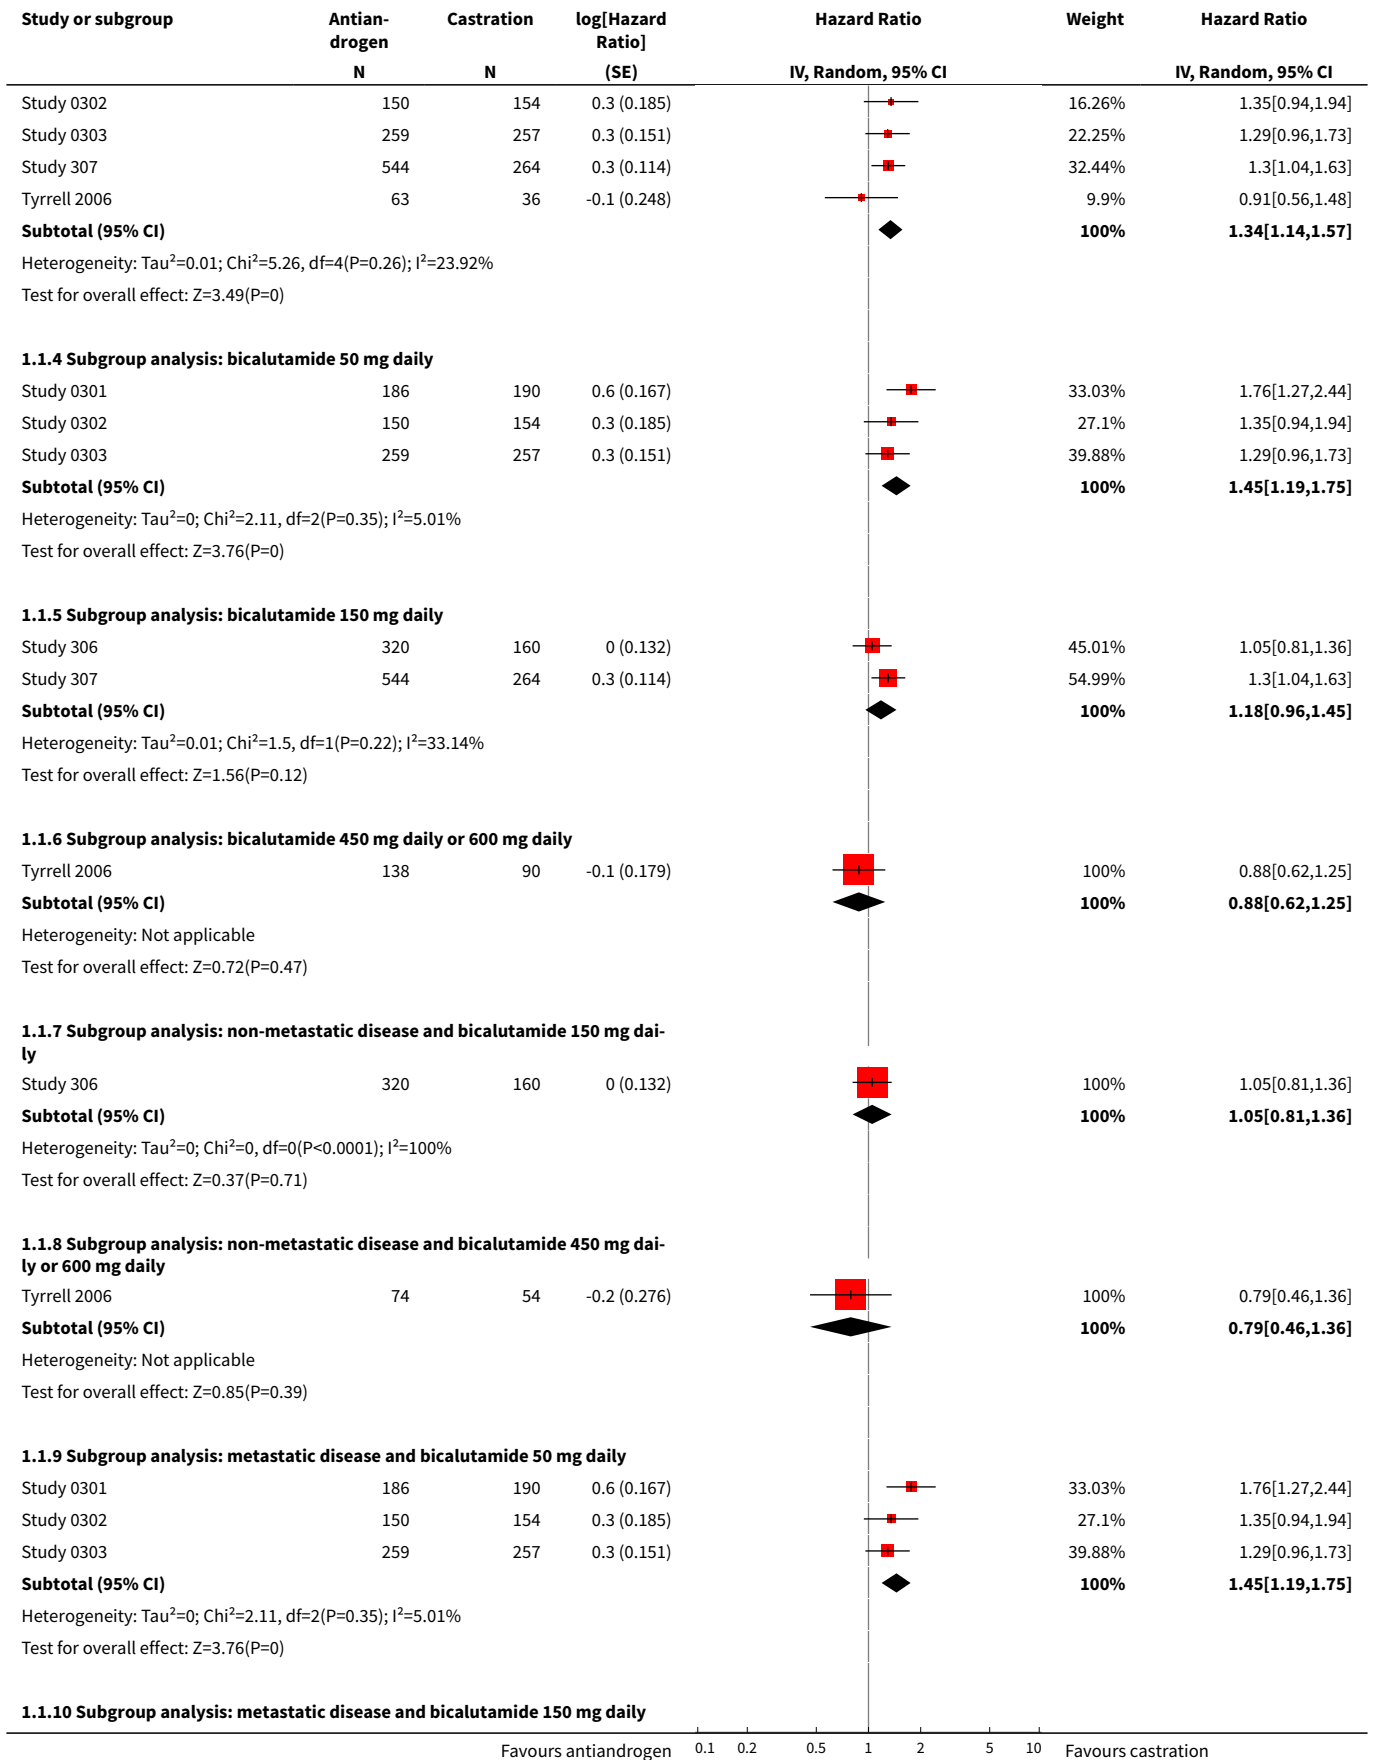 Study or subgroup Antian- Castration log[Hazard Hazard Ratio Weight Hazard Ratio
drogen Ratio]
N N (SE) IV, Random, 95% CI IV, Random, 95% CI
Study 0302 150 154 0.3 (0.185) 16.26% 1.35[0.94,1.94]
Study 0303 259 257 0.3 (0.151) 22.25% 1.29[0.96,1.73]
Study 307 544 264 0.3 (0.114) 32.44% 1.3[1.04,1.63]
Tyrrell 2006 63 36 -0.1 (0.248) 9.9% 0.91[0.56,1.48]
Subtotal (95% CI) 100% 1.34[1.14,1.57]
Heterogeneity: Tau²=0.01; Chi²=5.26, df=4(P=0.26); I²=23.92%
Test for overall effect: Z=3.49(P=0)
1.1.4 Subgroup analysis: bicalutamide 50 mg daily
Study 0301 186 190 0.6 (0.167) 33.03% 1.76[1.27,2.44]
Study 0302 150 154 0.3 (0.185) 27.1% 1.35[0.94,1.94]
Study 0303 259 257 0.3 (0.151) 39.88% 1.29[0.96,1.73]
Subtotal (95% CI) 100% 1.45[1.19,1.75]
Heterogeneity: Tau²=0; Chi²=2.11, df=2(P=0.35); I²=5.01%
Test for overall effect: Z=3.76(P=0)
1.1.5 Subgroup analysis: bicalutamide 150 mg daily
Study 306 320 160 0 (0.132) 45.01% 1.05[0.81,1.36]
Study 307 544 264 0.3 (0.114) 54.99% 1.3[1.04,1.63]
Subtotal (95% CI) 100% 1.18[0.96,1.45]
Heterogeneity: Tau²=0.01; Chi²=1.5, df=1(P=0.22); I²=33.14%
Test for overall effect: Z=1.56(P=0.12)
1.1.6 Subgroup analysis: bicalutamide 450 mg daily or 600 mg daily
Tyrrell 2006 138 90 -0.1 (0.179) 100% 0.88[0.62,1.25]
Subtotal (95% CI) 100% 0.88[0.62,1.25]
Heterogeneity: Not applicable
Test for overall effect: Z=0.72(P=0.47)
1.1.7 Subgroup analysis: non-metastatic disease and bicalutamide 150 mg dai-
ly
Study 306 320 160 0 (0.132) 100% 1.05[0.81,1.36]
Subtotal (95% CI) 100% 1.05[0.81,1.36]
Heterogeneity: Tau²=0; Chi²=0, df=0(P<0.0001); I²=100%
Test for overall effect: Z=0.37(P=0.71)
1.1.8 Subgroup analysis: non-metastatic disease and bicalutamide 450 mg dai-
ly or 600 mg daily
Tyrrell 2006 74 54 -0.2 (0.276) 100% 0.79[0.46,1.36]
Subtotal (95% CI) 100% 0.79[0.46,1.36]
Heterogeneity: Not applicable
Test for overall effect: Z=0.85(P=0.39)
1.1.9 Subgroup analysis: metastatic disease and bicalutamide 50 mg daily
Study 0301 186 190 0.6 (0.167) 33.03% 1.76[1.27,2.44]
Study 0302 150 154 0.3 (0.185) 27.1% 1.35[0.94,1.94]
Study 0303 259 257 0.3 (0.151) 39.88% 1.29[0.96,1.73]
Subtotal (95% CI) 100% 1.45[1.19,1.75]
Heterogeneity: Tau²=0; Chi²=2.11, df=2(P=0.35); I²=5.01%
Test for overall effect: Z=3.76(P=0)
1.1.10 Subgroup analysis: metastatic disease and bicalutamide 150 mg daily
Favours antiandrogen 0.1 0.2 0.5 1 2 5 10 Favours castration